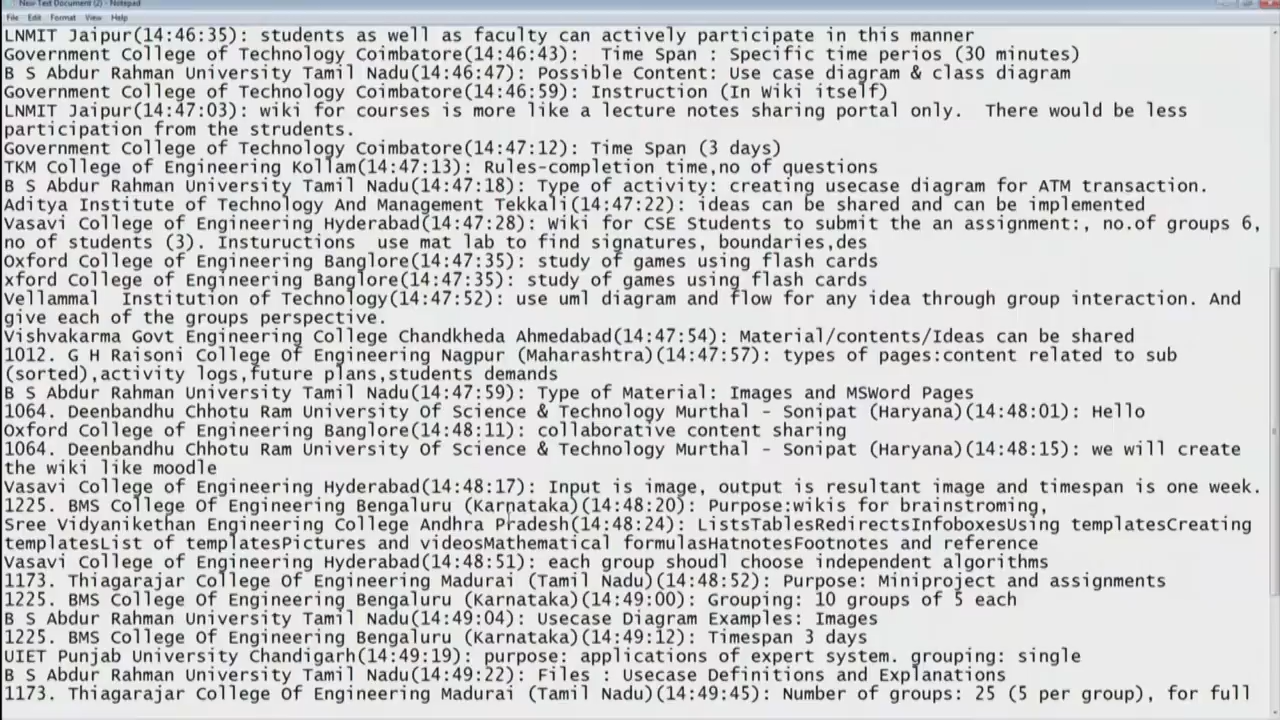 New Text Document (2) - Notepad
File Edit Format View Help
LNMIT Jaipur(14:46:35): students as well as faculty can actively participate in this manner
Government College of Technology Coimbatore(14:46:43):  Time Span : Specific time perios (30 minutes)
B S Abdur Rahman University Tamil Nadu(14:46:47): Possible Content: Use case diagram & class diagram
Government College of Technology Coimbatore(14:46:59): Instruction (In Wiki itself)
LNMIT Jaipur(14:47:03): wiki for courses is more like a lecture notes sharing portal only.  There would be less
participation from the strudents.
Government College of Technology Coimbatore(14:47:12): Time Span (3 days)
TKM College of Engineering Kollam(14:47:13): Rules-completion time,no of questions
B S Abdur Rahman University Tamil Nadu(14:47:18): Type of activity: creating usecase diagram for ATM transaction.
Aditya Institute of Technology And Management Tekkali(14:47:22): ideas can be shared and can be implemented
Vasavi College of Engineering Hyderabad(14:47:28): Wiki for CSE Students to submit the an assignment:, no.of groups 6,
no of students (3). Instuructions  use mat lab to find signatures, boundaries,des
Oxford College of Engineering Banglore(14:47:35): study of games using flash cards
xford College of Engineering Banglore(14:47:35): study of games using flash cards
Vellammal  Institution of Technology(14:47:52): use uml diagram and flow for any idea through group interaction. And
give each of the groups perspective.
Vishvakarma Govt Engineering College Chandkheda Ahmedabad(14:47:54): Material/contents/Ideas can be shared
1012. G H Raisoni College Of Engineering Nagpur (Maharashtra)(14:47:57): types of pages:content related to sub
(sorted),activity logs,future plans,students demands
B S Abdur Rahman University Tamil Nadu(14:47:59): Type of Material: Images and MSWord Pages
1064. Deenbandhu Chhotu Ram University Of Science & Technology Murthal - Sonipat (Haryana)(14:48:01): Hello
Oxford College of Engineering Banglore(14:48:11): collaborative content sharing
1064. Deenbandhu Chhotu Ram University Of Science & Technology Murthal - Sonipat (Haryana)(14:48:15): we will create
the wiki like moodle
Vasavi College of Engineering Hyderabad(14:48:17): Input is image, output is resultant image and timespan is one week.
1225. BMS College Of Engineering Bengaluru (Karnataka)(14:48:20): Purpose:wikis for brainstroming,
Sree Vidyanikethan Engineering College Andhra Pradesh(14:48:24): ListsTablesRedirectsInfoboxesUsing templatesCreating
templatesList of templatesPictures and videosMathematical formulasHatnotesFootnotes and reference
Vasavi College of Engineering Hyderabad(14:48:51): each group shoudl choose independent algorithms
1173. Thiagarajar College Of Engineering Madurai (Tamil Nadu)(14:48:52): Purpose: Miniproject and assignments
1225. BMS College Of Engineering Bengaluru (Karnataka)(14:49:00): Grouping: 10 groups of 5 each
B S Abdur Rahman University Tamil Nadu(14:49:04): Usecase Diagram Examples: Images
1225. BMS College Of Engineering Bengaluru (Karnataka)(14:49:12): Timespan 3 days
UIET Punjab University Chandigarh(14:49:19): purpose: applications of expert system. grouping: single
B S Abdur Rahman University Tamil Nadu(14:49:22): Files : Usecase Definitions and Explanations
1173. Thiagarajar College Of Engineering Madurai (Tamil Nadu)(14:49:45): Number of groups: 25 (5 per group), for full